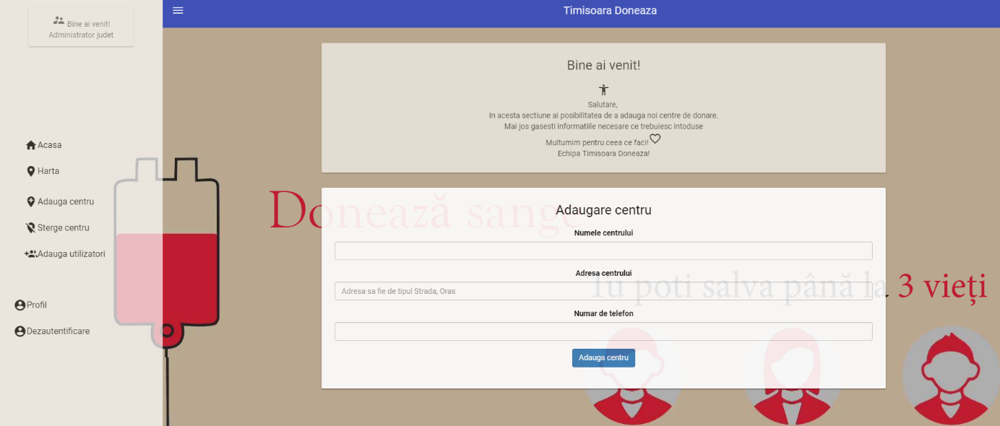 Bine ai venit!
Administrator judet
Acasa
Harta
Adauga centru
Sterge centru
Adauga utilizatori
Profil
Dezautentificare
Timisoara Doneaza
Bine ai venit!
Salutare,
In acesta sectiune ai posibilitatea de a adauga noi centre de donare.
Mai jos gasesti informatiile necesare ce trebuiesc intoduse
Multumim pentru ceea ce faci!
Echipa Timisoara Doneaza!
Donează sange
Adaugare centru
Numele centrului
Adresa centrului
Adresa sa fie de tipul Strada, Oras
Tu poti salva până la 3 vieți
Numar de telefon
Adauga centru